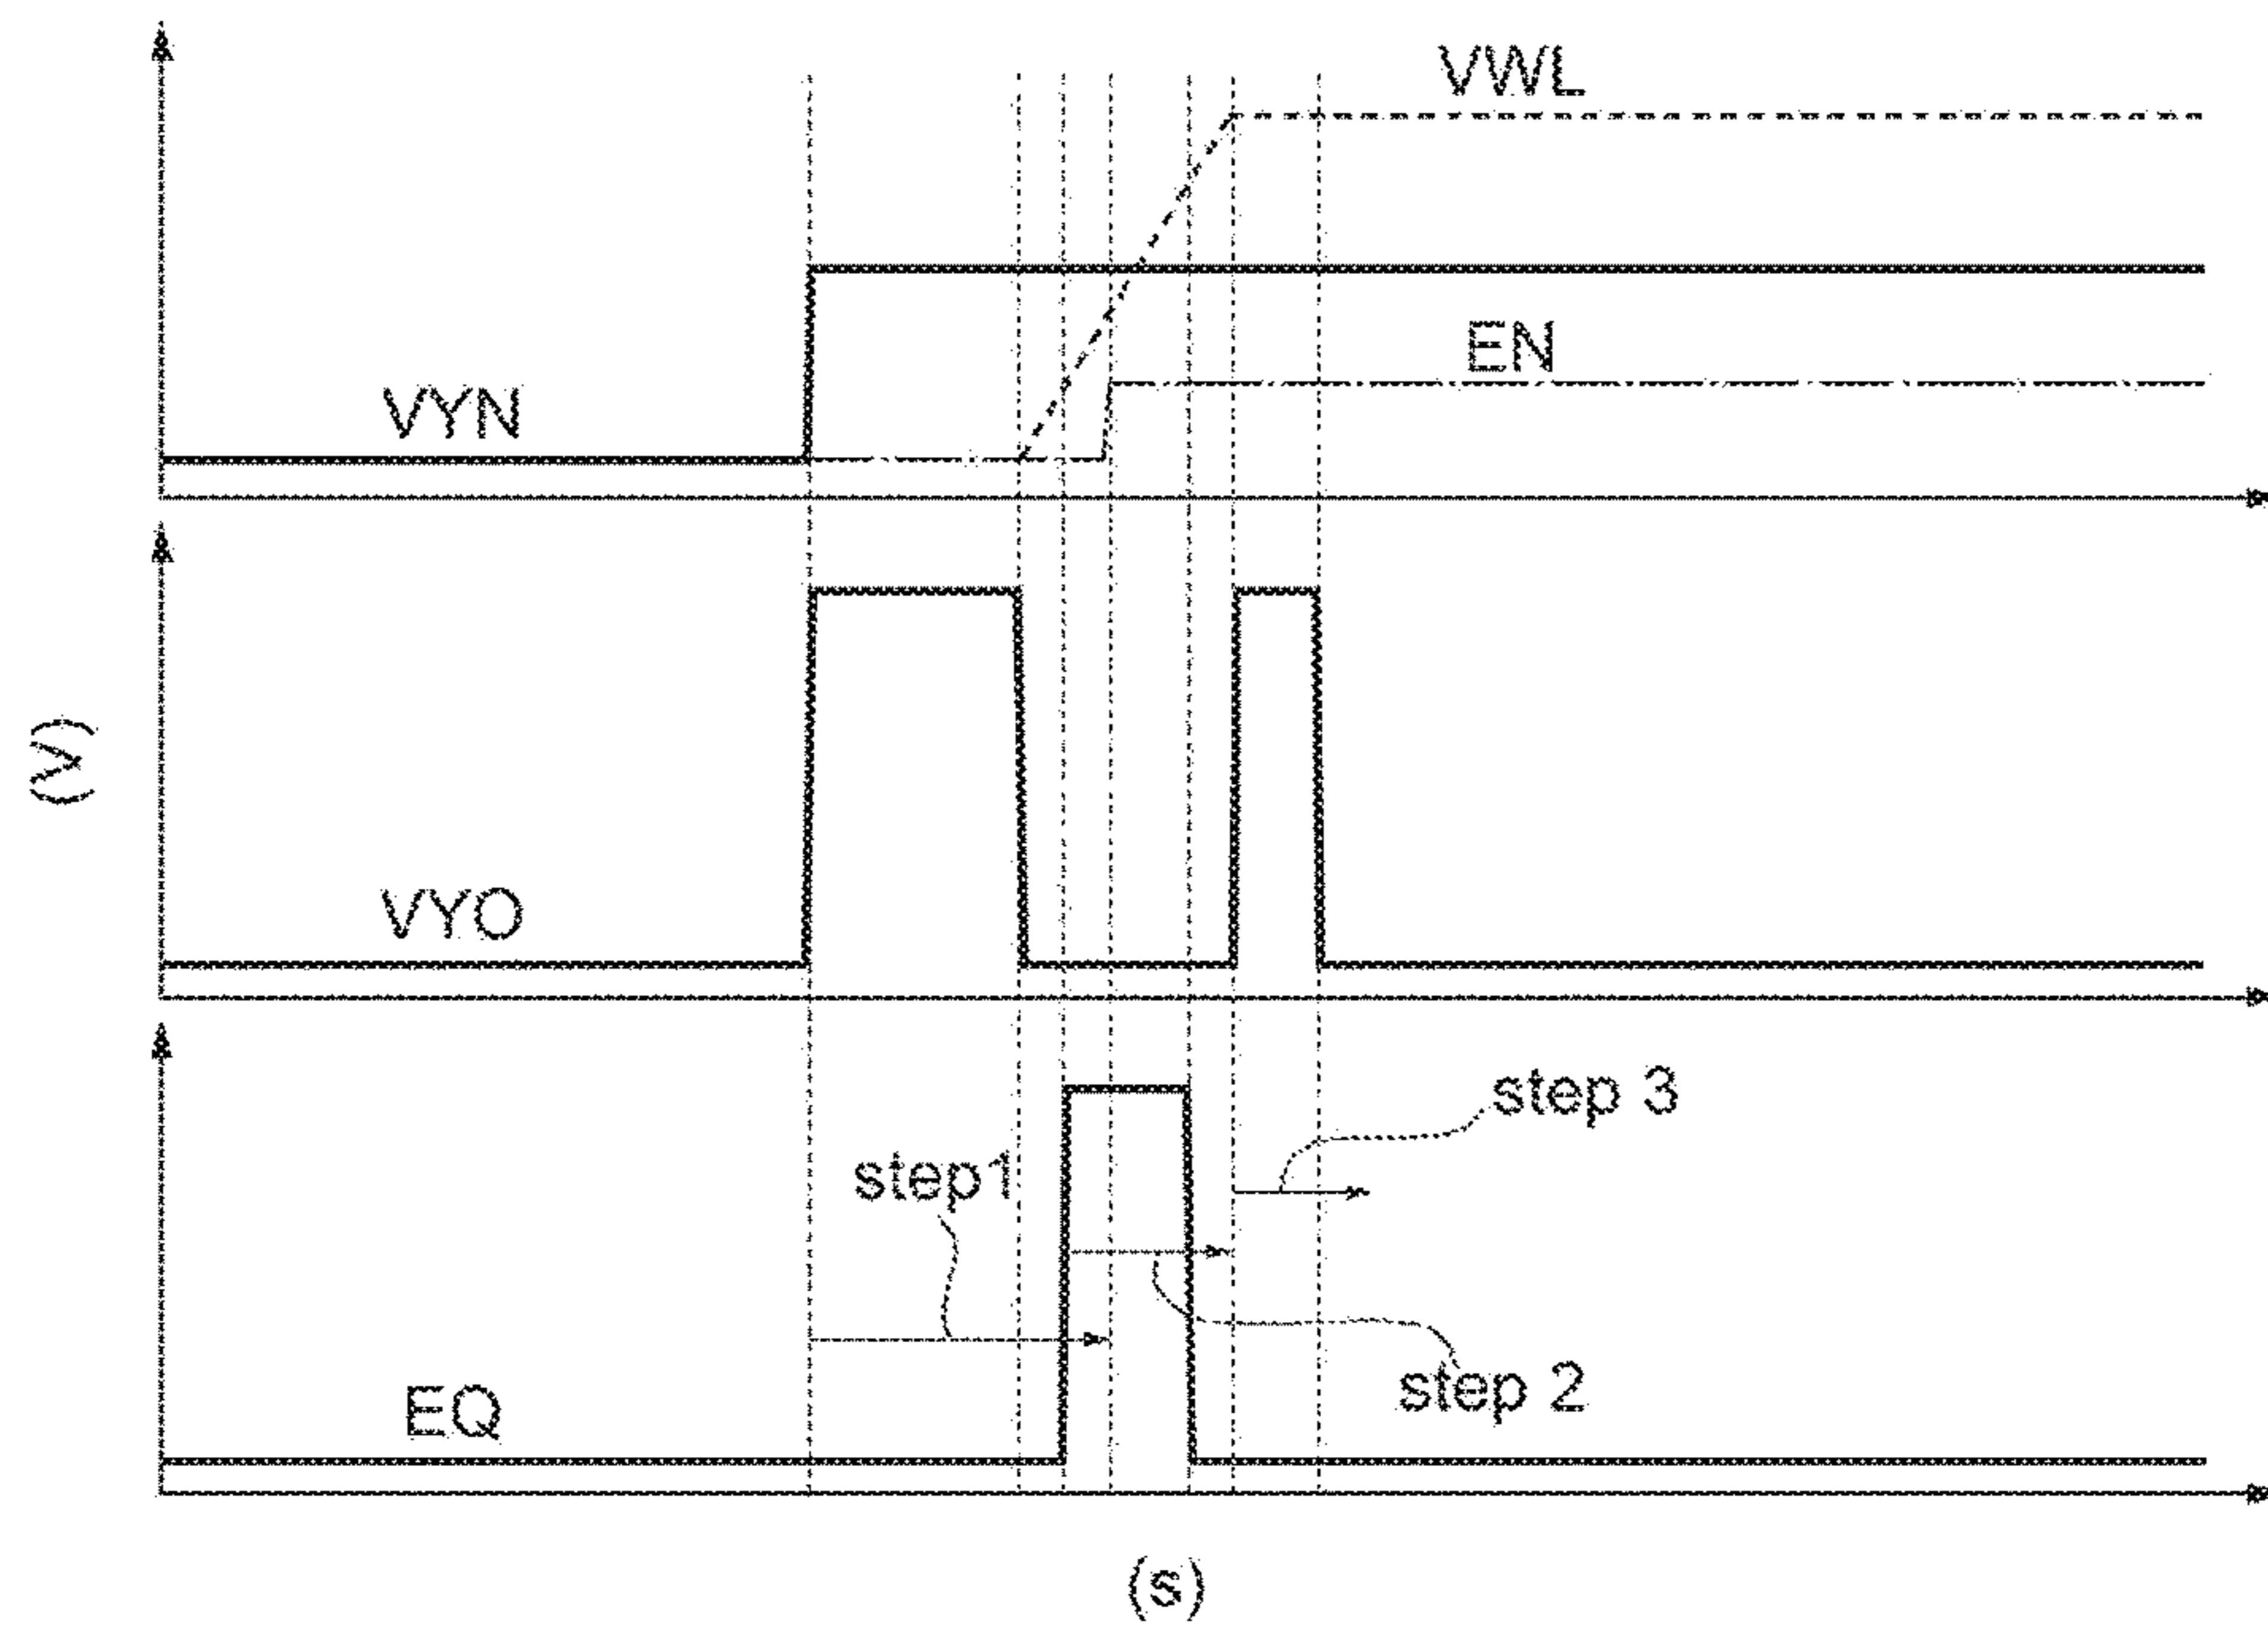 VWL
EN
VYN
(V)
VYO
step 3
step1
step 2
EQ
(s)